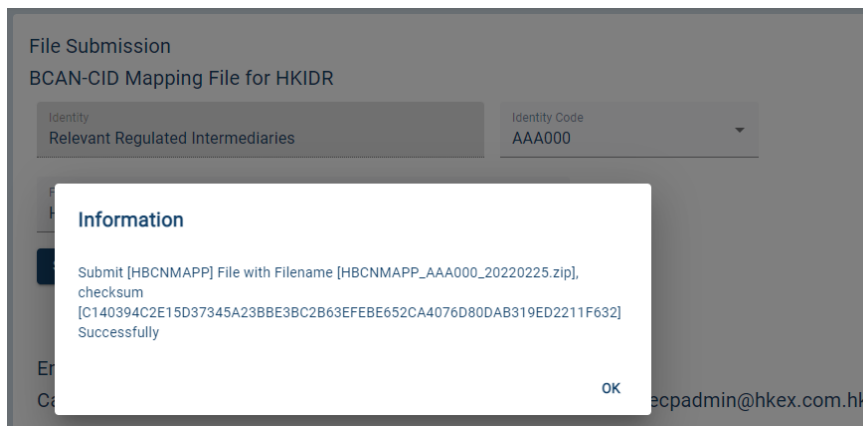 File Submission
BCAN-CID Mapping File for HKIDR
Identity
Relevant Regulated Intermediaries
Identity Code
AAA000
Information
Submit [HBCNMAPP] File with Filename [HBCNMAPP_AAA000_20220225.zip],
checksum
[C140394C2E15D37345A23BBE3BC2B63EFEBE652CA4076D80DAB319ED2211F632]
Successfully
OK
ecpadmin@hkex.com.hk